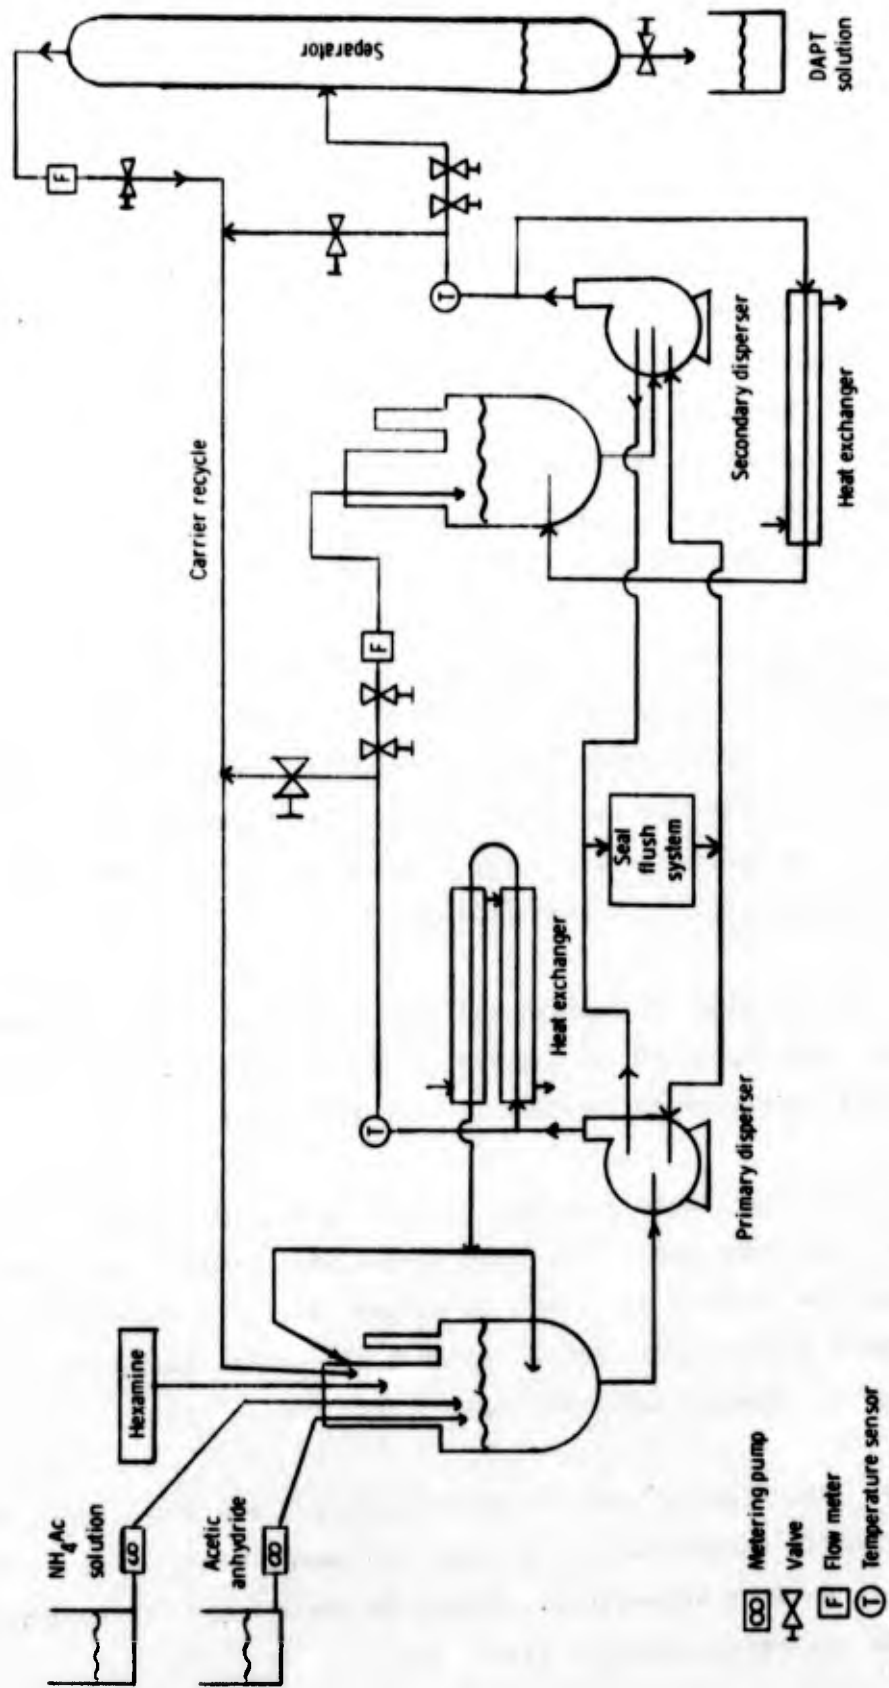 NH4Ac
solution
Acetic
anhydride
Hexamine
Carrier recycle
Separator
F
T
F
T
DAPT
solution
Heat exchanger
Seal
flush
system
Primary disperser
Secondary disperser
Heat exchanger
Metering pump
Valve
F Flow meter
T Temperature sensor